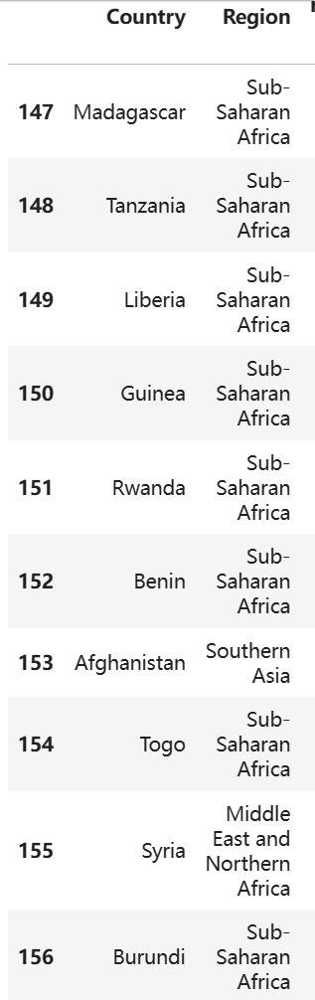 Country Region
147 Madagascar Sub-
Saharan
Africa
148 Tanzania Sub-
Saharan
Africa
149 Liberia Sub-
Saharan
Africa
150 Guinea Sub-
Saharan
Africa
151 Rwanda Sub-
Saharan
Africa
152 Benin Sub-
Saharan
Africa
153 Afghanistan Southern
Asia
154 Togo Sub-
Saharan
Africa
155 Syria Middle
East and
Northern
Africa
156 Burundi Sub-
Saharan
Africa